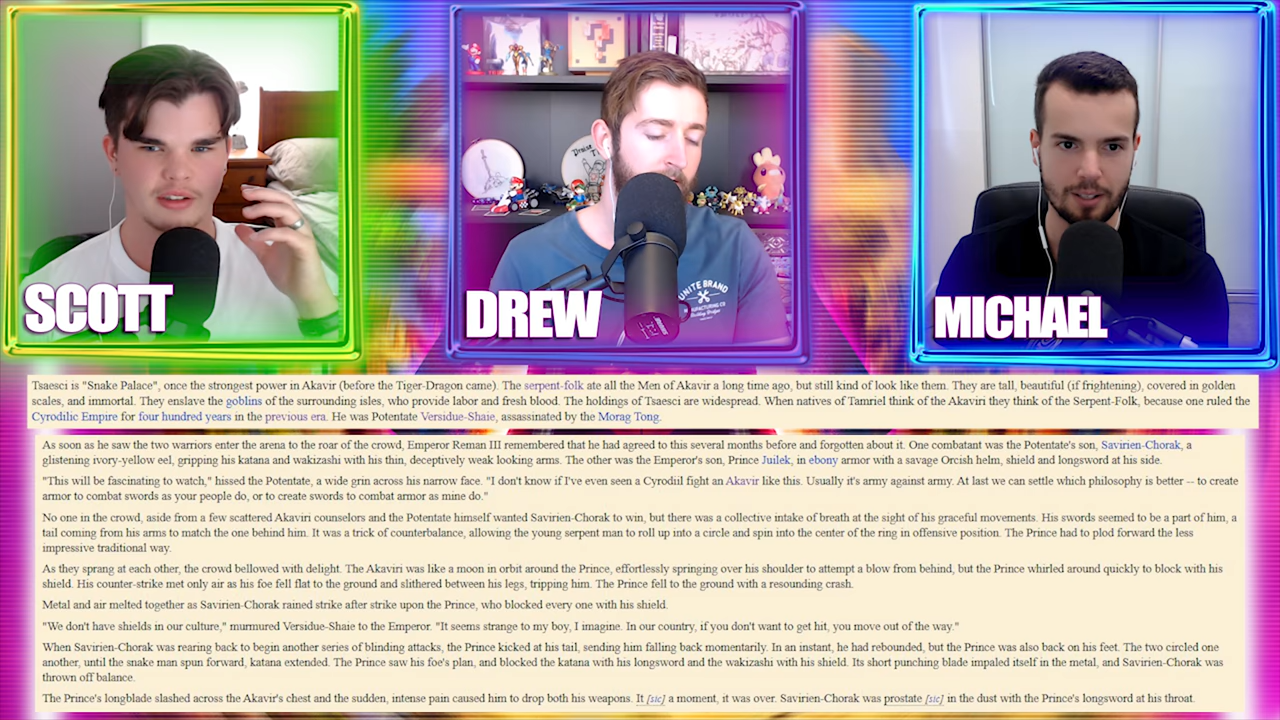 Praise
UNITE BRAND
MANUFACTURING CO
SCOTT
DREW
MICHAEL
Tsaesci is "Snake Palace", once the strongest power in Akavir (before the Tiger-Dragon came). The serpent-folk ate all the Men of Akavir a long time ago, but still kind of look like them. They are tall, beautiful (if frightening), covered in golden
scales, and immortal. They enslave the goblins of the surrounding isles, who provide labor and fresh blood. The holdings of Tsaesci are widespread. When natives of Tamriel think of the Akaviri they think of the Serpent-Folk, because one ruled the
Cyrodilic Empire for four hundred years in the previous era. He was Potentate Versidue-Shaie, assassinated by the Morag Tong.
As soon as he saw the two warriors enter the arena to the roar of the crowd, Emperor Reman III remembered that he had agreed to this several months before and forgotten about it. One combatant was the Potentate's son, Savirien-Chorak, a
glistening ivory-yellow eel, gripping his katana and wakizashi with his thin, deceptively weak looking arms. The other was the Emperor's son, Prince Juilek, in ebony armor with a savage Orcish helm, shield and longsword at his side.
"This will be fascinating to watch," hissed the Potentate, a wide grin across his narrow face. "I don't know if I've even seen a Cyrodiil fight an Akavir like this. Usually it's army against army. At last we can settle which philosophy is better -- to create
armor to combat swords as your people do, or to create swords to combat armor as mine do."
No one in the crowd, aside from a few scattered Akaviri counselors and the Potentate himself wanted Savirien-Chorak to win, but there was a collective intake of breath at the sight of his graceful movements. His swords seemed to be a part of him, a
tail coming from his arms to match the one behind him. It was a trick of counterbalance, allowing the young serpent man to roll up into a circle and spin into the center of the ring in offensive position. The Prince had to plod forward the less
impressive traditional way.
As they sprang at each other, the crowd bellowed with delight. The Akaviri was like a moon in orbit around the Prince, effortlessly springing over his shoulder to attempt a blow from behind, but the Prince whirled around quickly to block with his
shield. His counter-strike met only air as his foe fell flat to the ground and slithered between his legs, tripping him. The Prince fell to the ground with a resounding crash.
Metal and air melted together as Savirien-Chorak rained strike after strike upon the Prince, who blocked every one with his shield.
"We don't have shields in our culture," murmured Versidue-Shaie to the Emperor. "It seems strange to my boy, I imagine. In our country, if you don't want to get hit, you move out of the way."
When Savirien-Chorak was rearing back to begin another series of blinding attacks, the Prince kicked at his tail, sending him falling back momentarily. In an instant, he had rebounded, but the Prince was also back on his feet. The two circled one
another, until the snake man spun forward, katana extended. The Prince saw his foe's plan, and blocked the katana with his longsword and the wakizashi with his shield. Its short punching blade impaled itself in the metal, and Savirien-Chorak was
thrown off balance.
The Prince's longblade slashed across the Akavir's chest and the sudden, intense pain caused him to drop both his weapons. It [sic] a moment, it was over. Savirien-Chorak was prostate [sic] in the dust with the Prince's longsword at his throat.